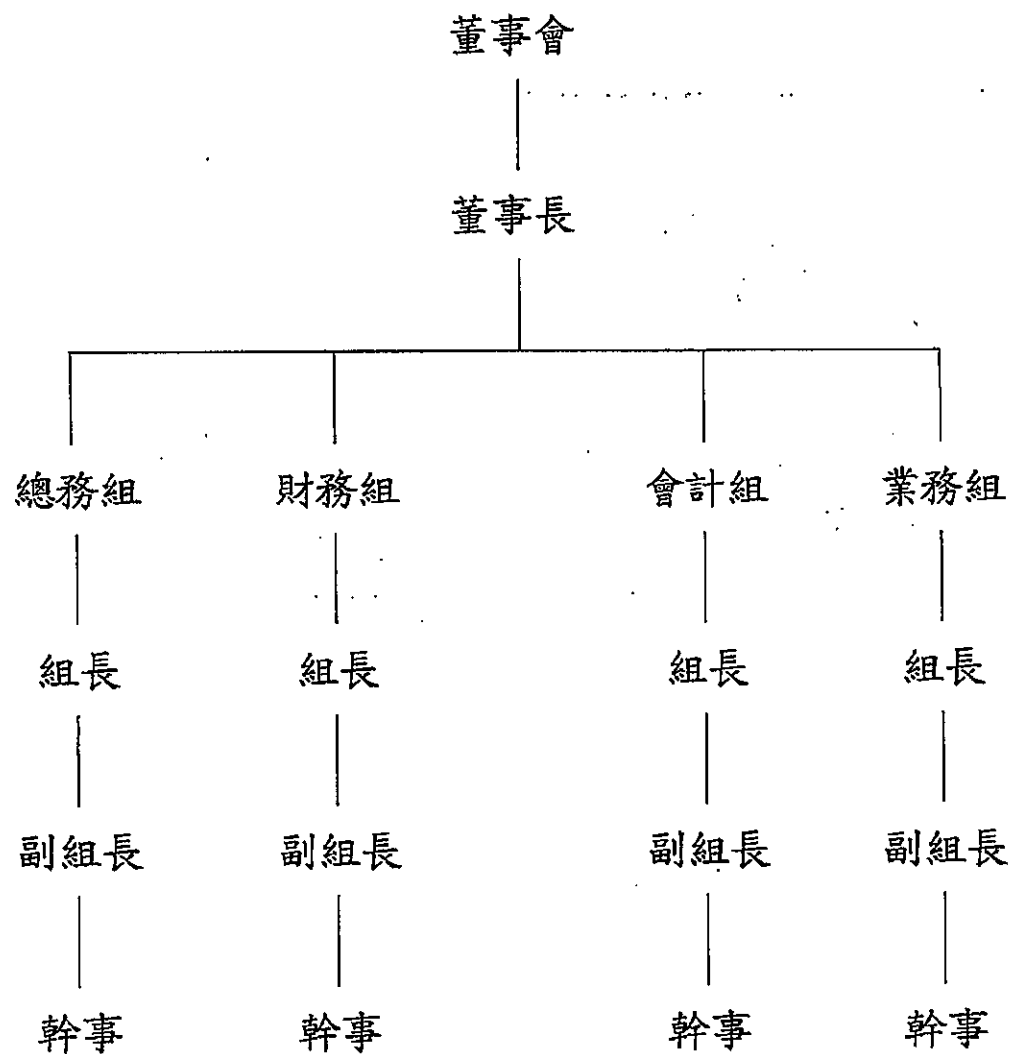 董事會
董事長
總務組 財務組 會計組 業務組
組長 組長 組長 組長
副組長 副組長 副組長 副組長
幹事 幹事 幹事 幹事